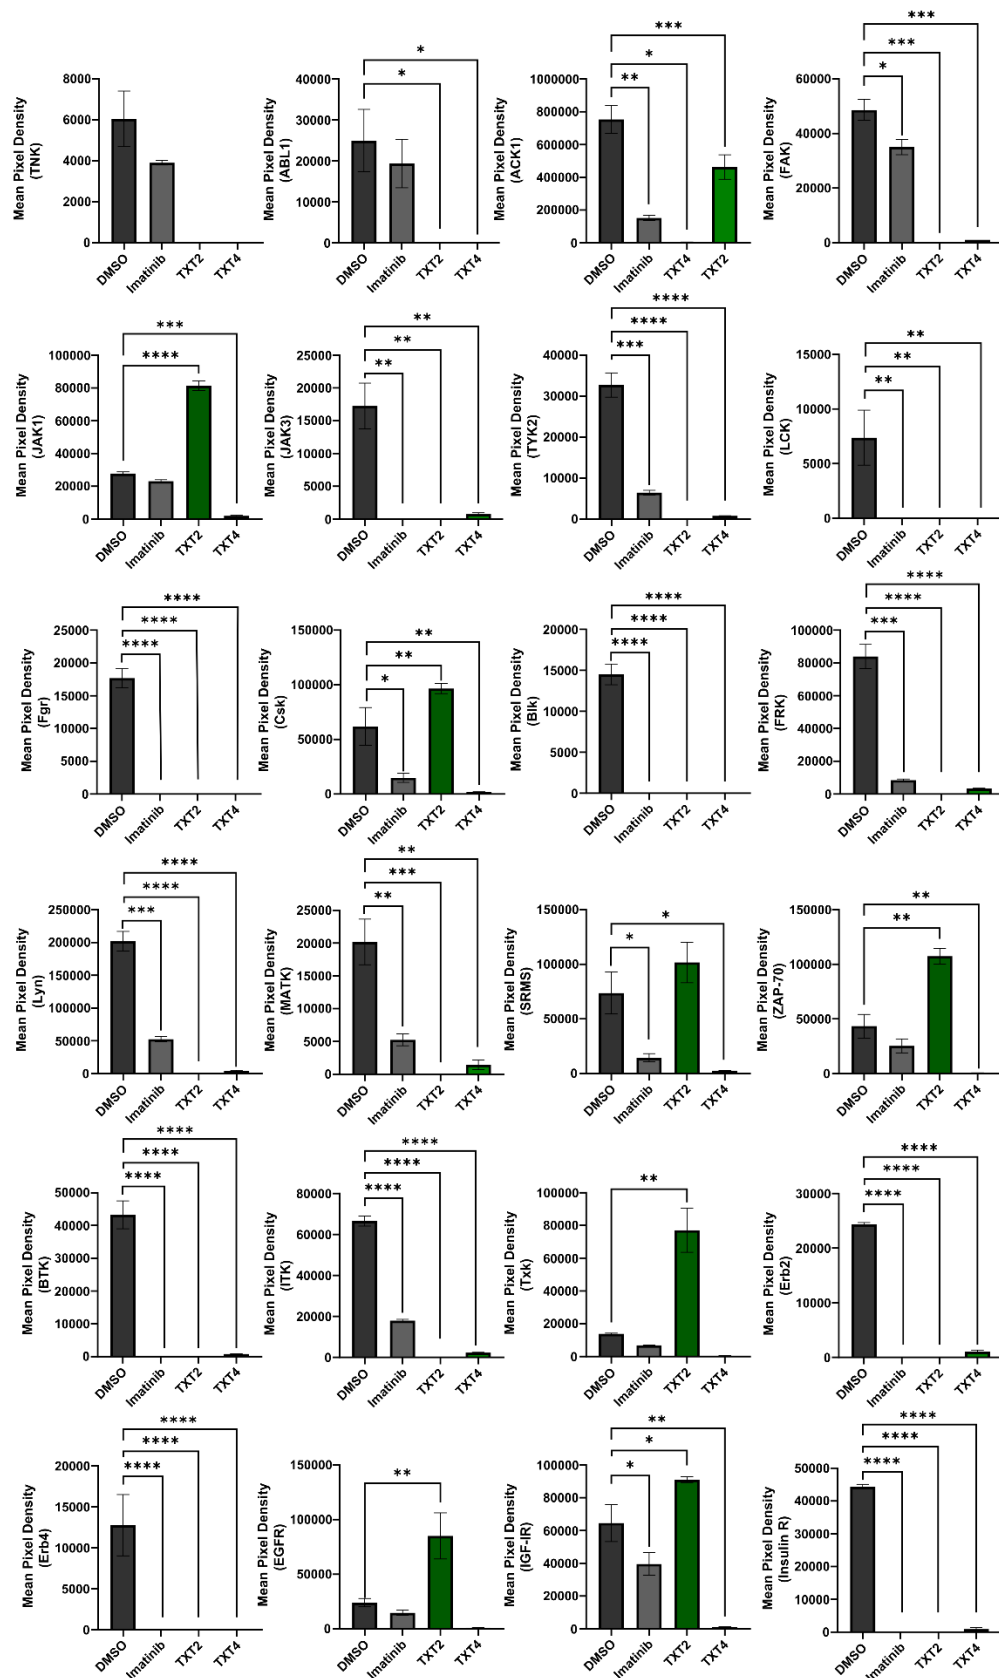 Mean Pixel Density
(TNK)
8000
6000
4000
2000
0
DMSO
Imatinib
TXT2
TXT4
Mean Pixel Density
(ABL1)
40000
30000
20000
10000
0
*
*
DMSO
Imatinib
TXT2
TXT4
Mean Pixel Density
(ACK1)
1000000
800000
600000
400000
200000
0
***
*
**
DMSO
Imatinib
TXT4
TXT2
Mean Pixel Density
(FAK)
60000
40000
20000
0
***
***
*
DMSO
Imatinib
TXT2
TXT4
Mean Pixel Density
(JAK1)
100000
80000
60000
40000
20000
0
***
****
DMSO
Imatinib
TXT2
TXT4
Mean Pixel Density
(JAK3)
25000
20000
15000
10000
5000
0
**
**
**
DMSO
Imatinib
TXT2
TXT4
Mean Pixel Density
(TYK2)
40000
30000
20000
10000
0
****
****
***
DMSO
Imatinib
TXT2
TXT4
Mean Pixel Density
(LCK)
15000
10000
5000
0
**
**
**
DMSO
Imatinib
TXT2
TXT4
Mean Pixel Density
(Fgr)
25000
20000
15000
10000
5000
0
****
****
****
DMSO
Imatinib
TXT2
TXT4
Mean Pixel Density
(Csk)
150000
100000
50000
0
**
**
*
DMSO
Imatinib
TXT2
TXT4
Mean Pixel Density
(Blk)
20000
15000
10000
5000
0
****
****
****
DMSO
Imatinib
TXT2
TXT4
Mean Pixel Density
(FRK)
100000
80000
60000
40000
20000
0
****
****
***
DMSO
Imatinib
TXT2
TXT4
Mean Pixel Density
(Lyn)
250000
200000
150000
100000
50000
0
****
****
***
DMSO
Imatinib
TXT2
TXT4
Mean Pixel Density
(MATK)
25000
20000
15000
10000
5000
0
**
***
**
DMSO
Imatinib
TXT2
TXT4
Mean Pixel Density
(SRMS)
150000
100000
50000
0
*
*
DMSO
Imatinib
TXT2
TXT4
Mean Pixel Density
(ZAP-70)
150000
100000
50000
0
**
**
DMSO
Imatinib
TXT2
TXT4
Mean Pixel Density
(BTK)
50000
40000
30000
20000
10000
0
****
****
****
DMSO
Imatinib
TXT2
TXT4
Mean Pixel Density
(ITK)
80000
60000
40000
20000
0
****
****
****
DMSO
Imatinib
TXT2
TXT4
Mean Pixel Density
(Txk)
100000
80000
60000
40000
20000
0
**
DMSO
Imatinib
TXT2
TXT4
Mean Pixel Density
(Erb2)
30000
20000
10000
0
****
****
****
DMSO
Imatinib
TXT2
TXT4
Mean Pixel Density
(Erb4)
20000
15000
10000
5000
0
****
****
****
DMSO
Imatinib
TXT2
TXT4
Mean Pixel Density
(EGFR)
150000
100000
50000
0
**
DMSO
Imatinib
TXT2
TXT4
Mean Pixel Density
(IGF-IR)
100000
80000
60000
40000
20000
0
**
*
*
DMSO
Imatinib
TXT2
TXT4
Mean Pixel Density
(Insulin R)
50000
40000
30000
20000
10000
0
****
****
****
DMSO
Imatinib
TXT2
TXT4